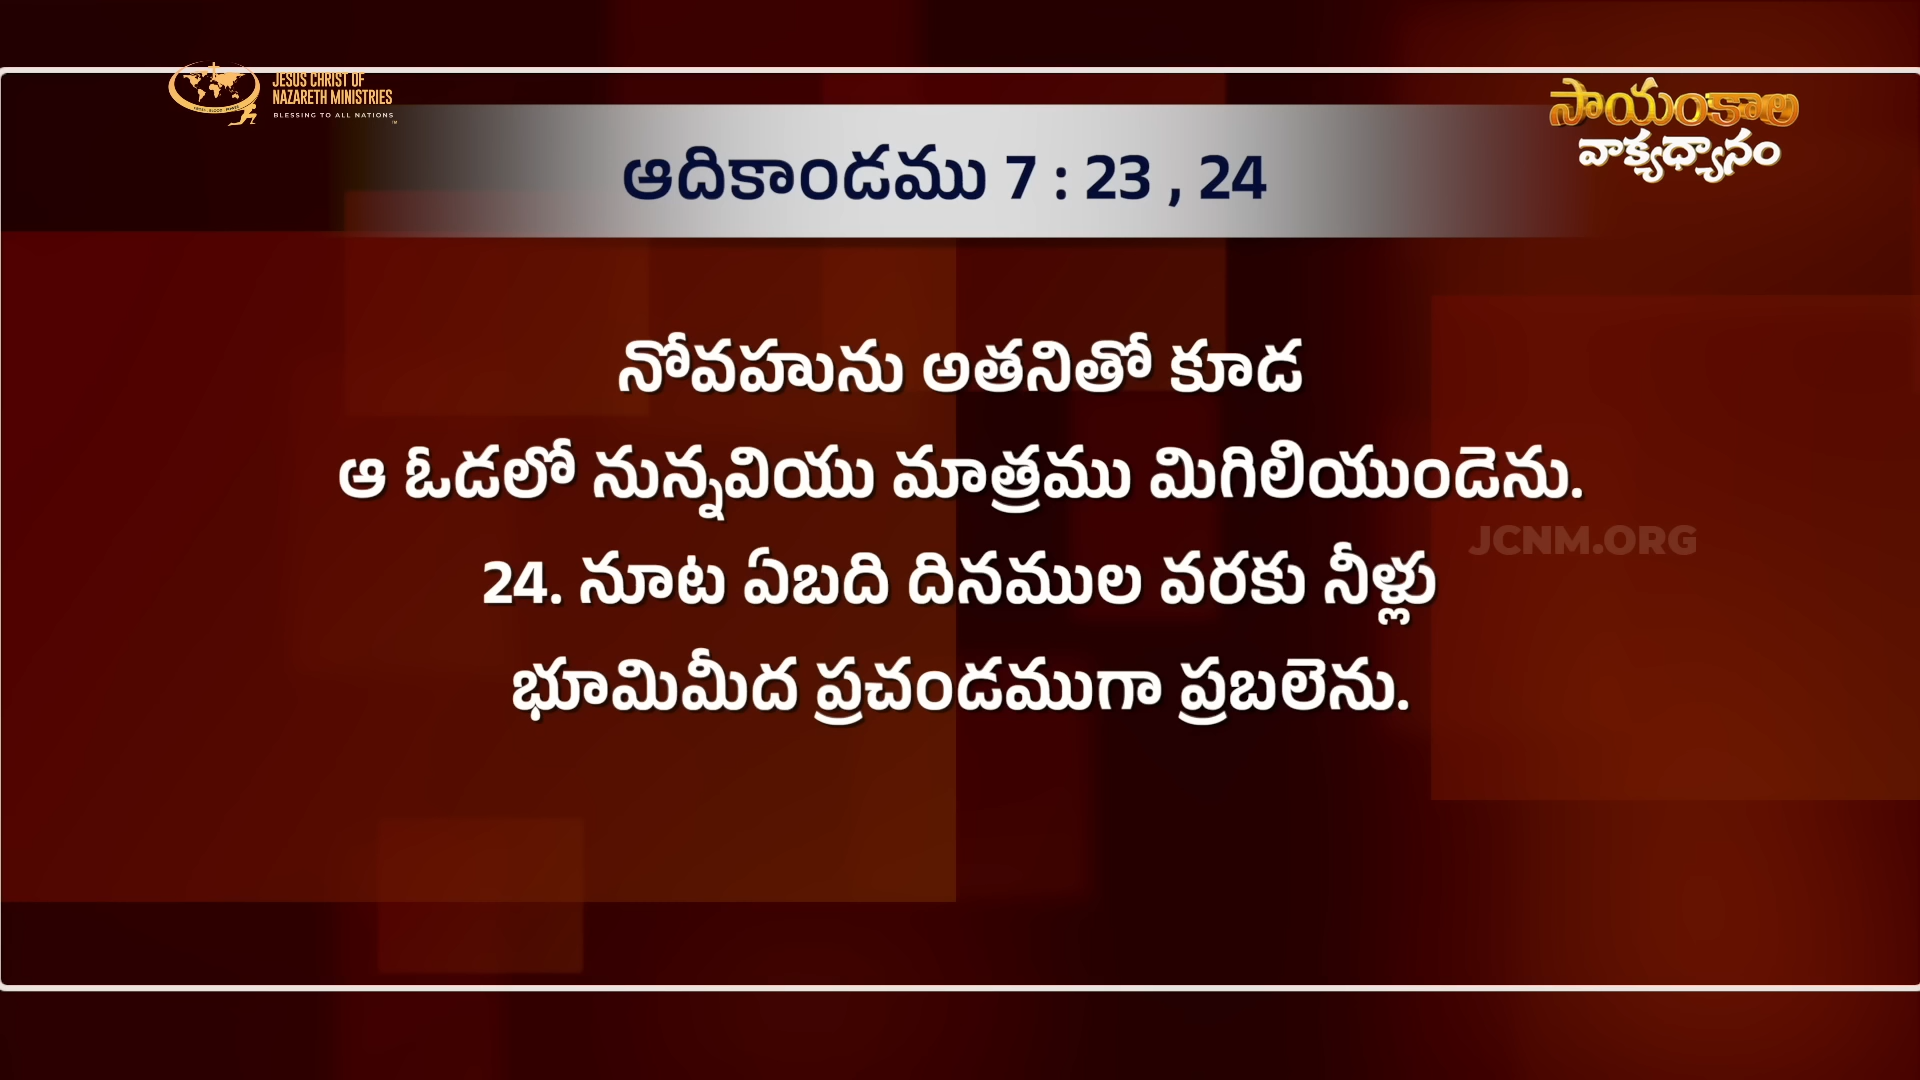 JESUS CHRIST OF
NAZARETH MINISTRIES
BLESSING TO ALL NATIONS
సాయంకాల
వాక్యధ్యానం
ఆదికాండము 7 : 23 , 24
నోవహును అతనితో కూడ
ఆ ఓడలో నున్నవియు మాత్రము మిగిలియుండెను.
JCNM.ORG
24. నూట ఏబది దినముల వరకు నీళ్లు
భూమిమీద ప్రచండముగా ప్రబలెను.